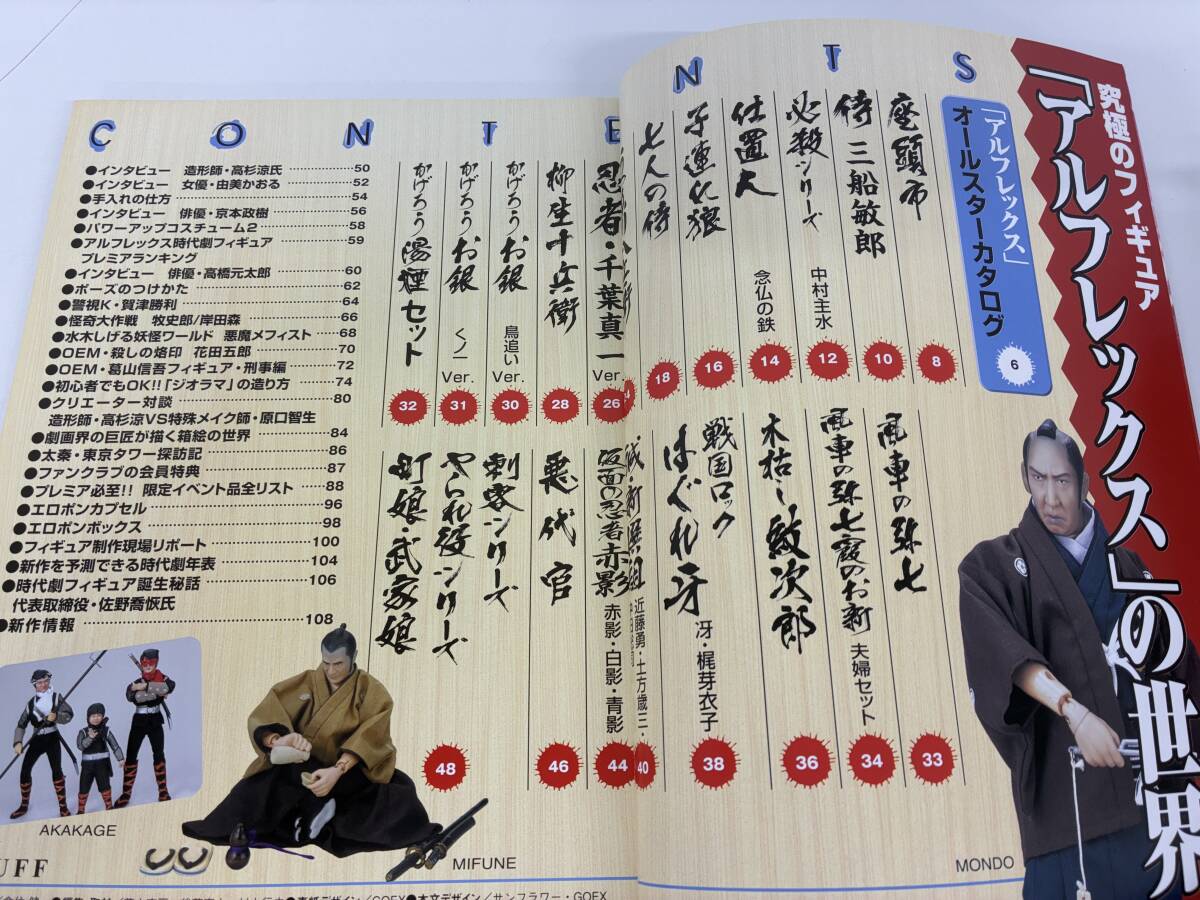 CONTENTS
究極のフィギュア
「アルフレックス」の世界
「アルフレックス」
オールスターカタログ
6
座頭市
8
侍 三船敏郎
10
必殺シリーズ
中村主水
12
仕置人
念仏の鉄
14
子連れ狼
16
七人の侍
18
忍者・千葉真一
Ver.
26
柳生十兵衛
28
かげろうお銀
鳥追い
Ver.
30
かげろうお銀
くノ一
Ver.
31
かげろう湯煙セット
32
風車の弥七
33
風車の弥七霞のお新
夫婦セット
34
木枯し紋次郎
36
戦国ロック
はぐれ牙
冴・梶芽衣子
38
誠・新選組
近藤勇・土方歳三・
40
仮面の忍者赤影
赤影・白影・青影
44
悪代官
46
刺客シリーズ
やられ役シリーズ
町娘・武家娘
48
●インタビュー 造形師・高杉涼氏 …………50
●インタビュー 女優・由美かおる …………52
●手入れの仕方 …………54
●インタビュー 俳優・京本政樹 …………56
●パワーアップコスチューム2 …………58
●アルフレックス時代劇フィギュア …………59
プレミアランキング
●インタビュー 俳優・高橋元太郎 …………60
●ポーズのつけかた …………62
●警視K・賀津勝利 …………64
●怪奇大作戦 牧史郎/岸田森 …………66
●水木しげる妖怪ワールド 悪魔メフィスト …68
●OEM・殺しの烙印 花田五郎 …………70
●OEM・葛山信吾フィギュア・刑事編 …………72
●初心者でもOK!!「ジオラマ」の造り方 …………74
●クリエーター対談 …………80
造形師・高杉涼VS特殊メイク師・原口智生
●劇画界の巨匠が描く箱絵の世界 …………84
●太秦・東京タワー探訪記 …………86
●ファンクラブの会員特典 …………87
●プレミア必至!! 限定イベント品全リスト ……88
●エロポンカプセル …………96
●エロポンボックス …………98
●フィギュア制作現場リポート …………100
●新作を予測できる時代劇年表 …………104
●時代劇フィギュア誕生秘話 …………106
代表取締役・佐野喬恢氏
●新作情報 …………108
AKAKAGE
MIFUNE
MONDO
UFF
●表紙デザイン/GOEX●本文デザイン/サンフラワー・GOEX